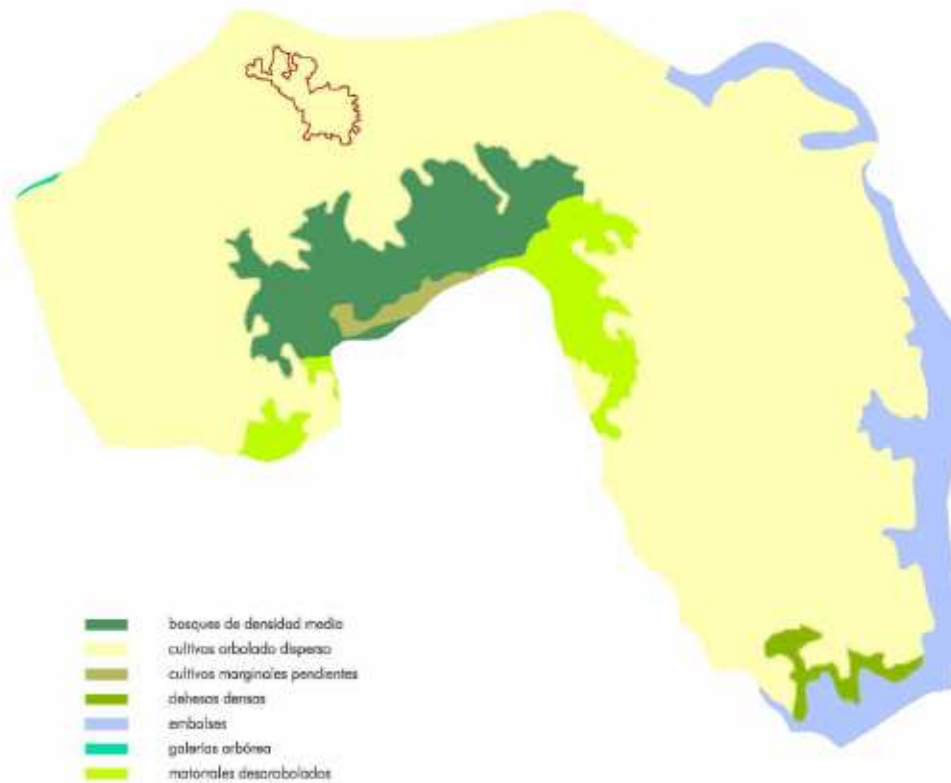 bosques de densidad media
cultivos arbolado disperso
cultivos marginales pendientes
dehesas densas
embalses
galerías arbórea
matorrales desarbolados